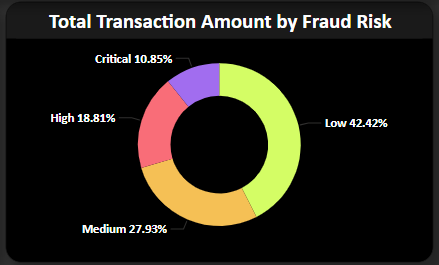 Total Transaction Amount by Fraud Risk
Critical 10.85%
High 18.81%
Low 42.42%
Medium 27.93%